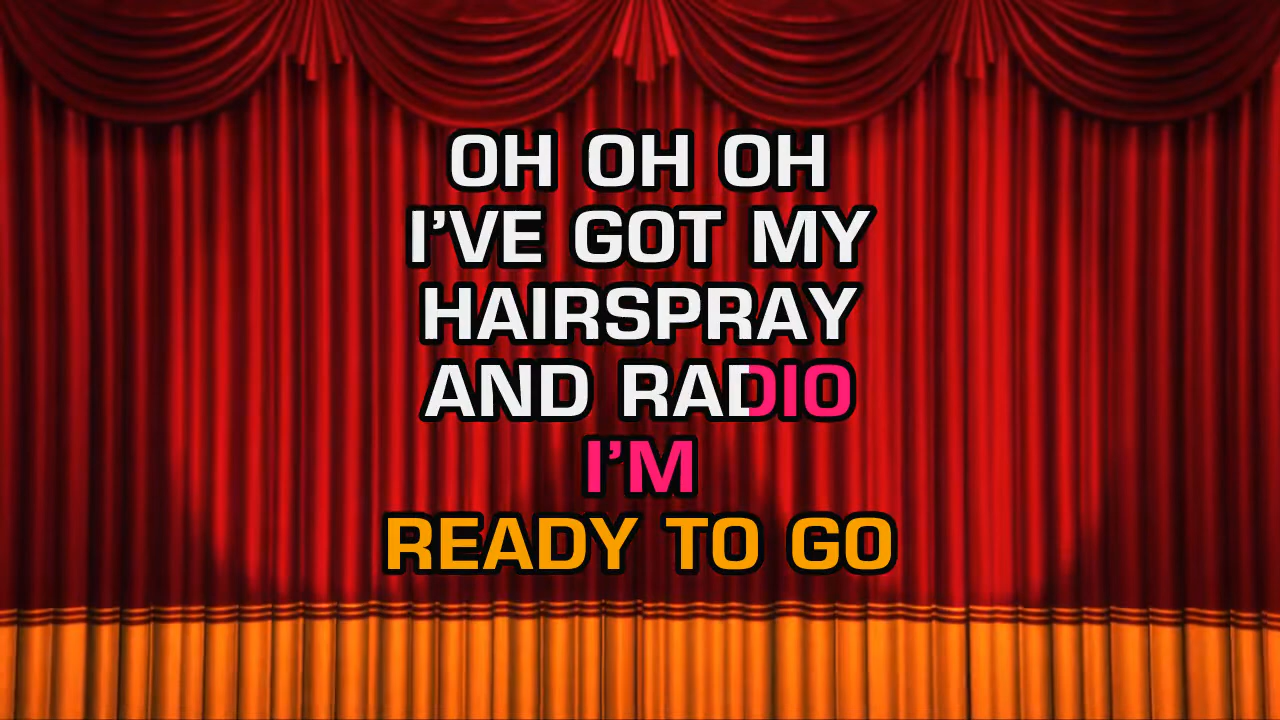 OH OH OH
I’VE GOT MY
HAIRSPRAY
AND RADIO
I’M
READY TO GO